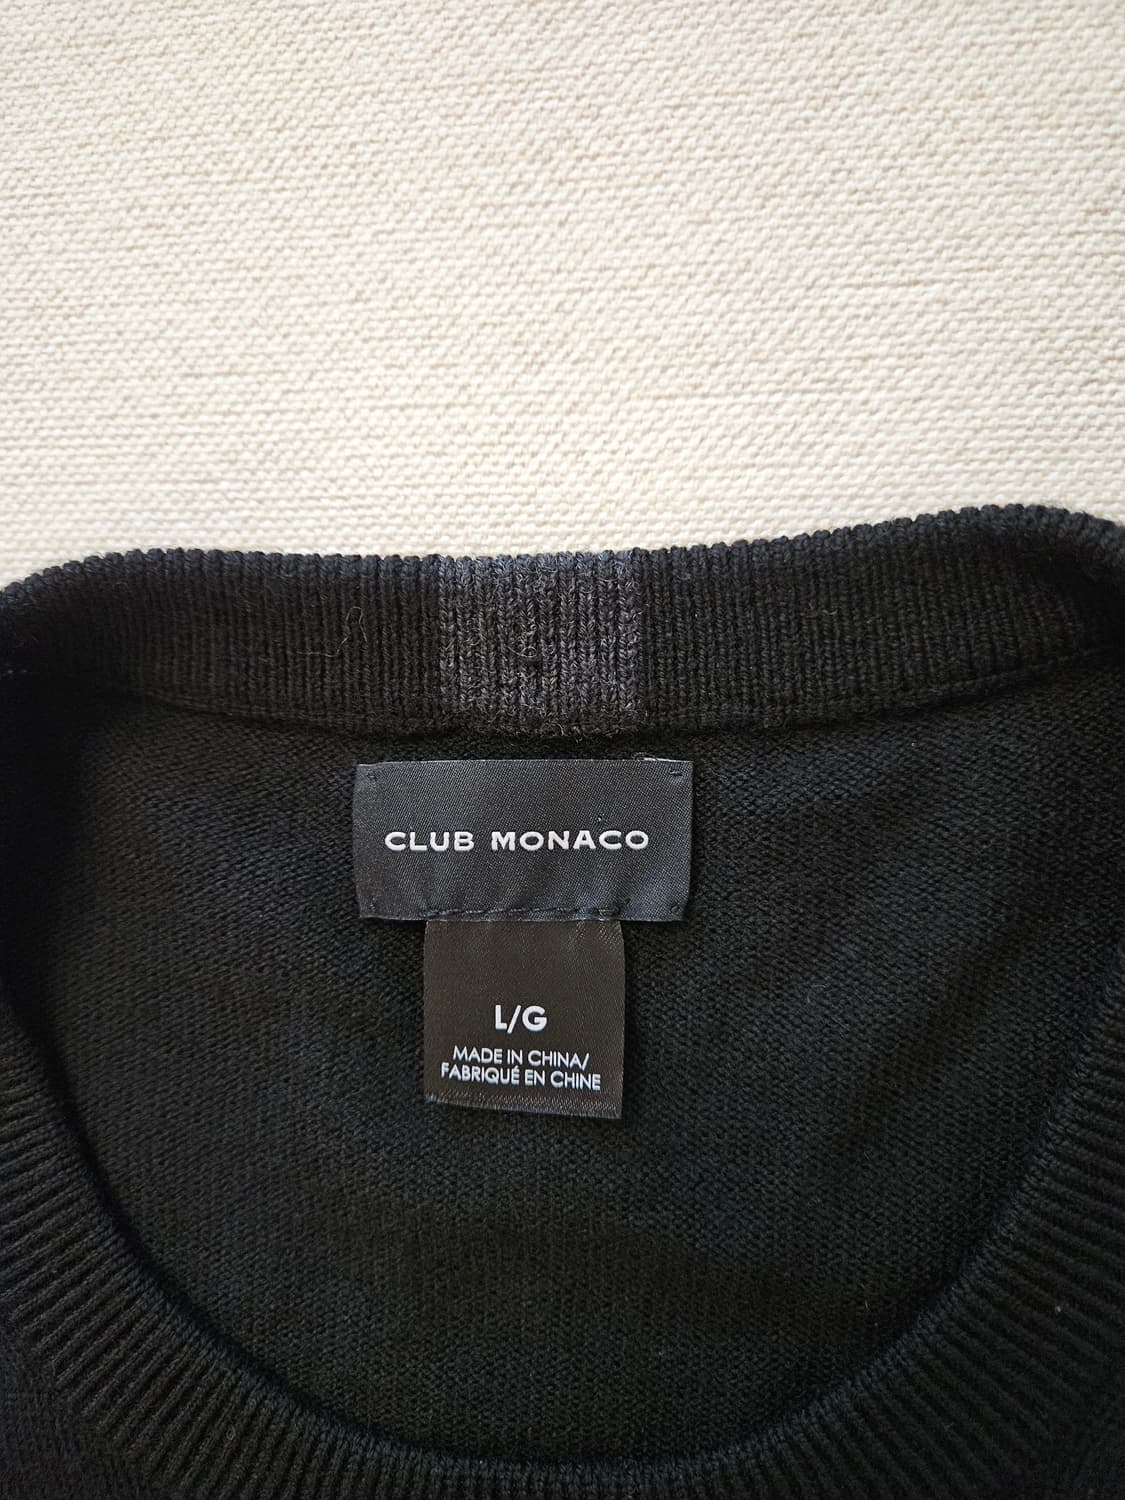 CLUB MONACO
L/G
MADE IN CHINA/
FABRIQUÉ EN CHINE